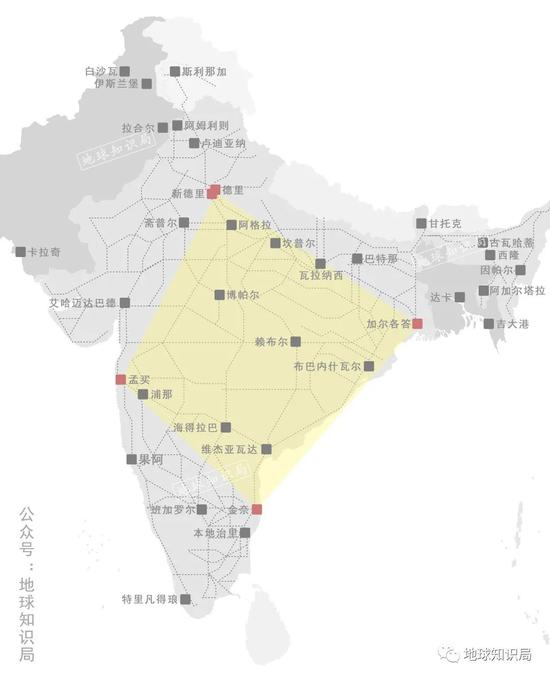 白沙瓦
斯利那加
伊斯兰堡
拉合尔
阿姆利则
卢迪亚纳
地球知识局
新德里
德里
斋普尔
阿格拉
甘托克
坎普尔
古瓦哈蒂
卡拉奇
巴特那
地球知识局
西隆
瓦拉纳西
因帕尔
博帕尔
阿加尔塔拉
艾哈迈达巴德
达卡
加尔各答
吉大港
赖布尔
布巴内什瓦尔
孟买
浦那
海得拉巴
维杰亚瓦达
果阿
地球知识局
班加罗尔
金奈
本地治里
特里凡得琅
公众号：地球知识局
地球知识局